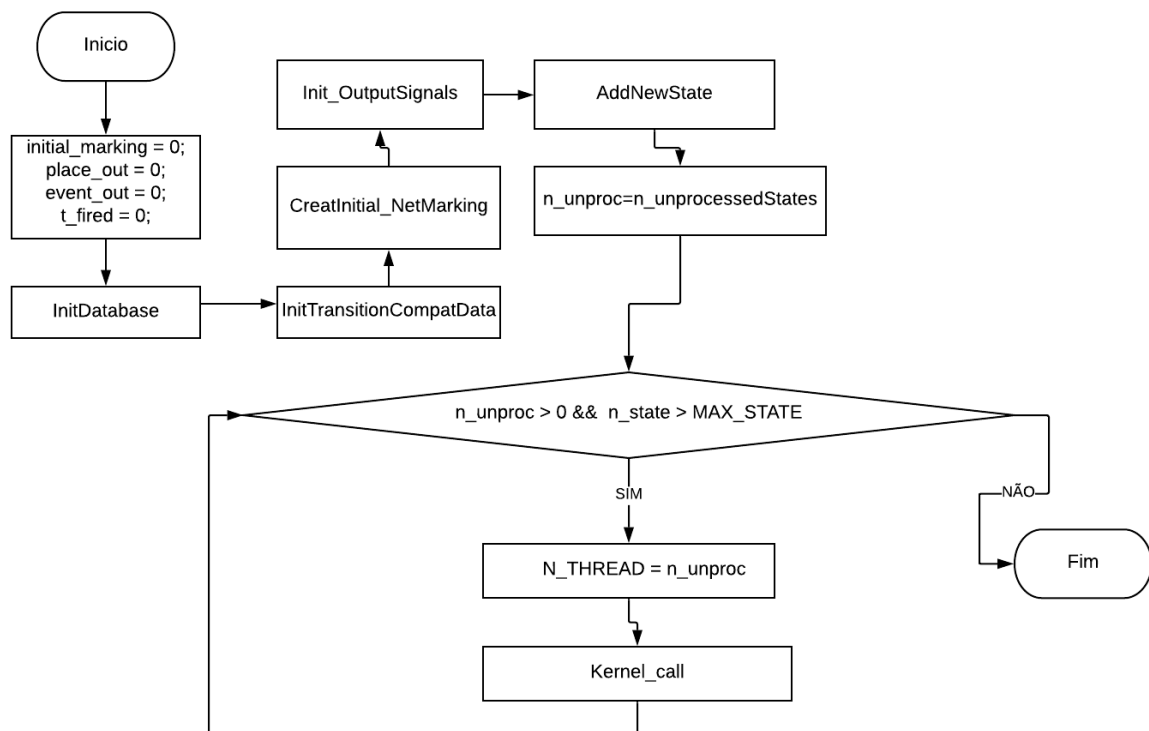 Inicio
initial_marking = 0;
place_out = 0;
event_out = 0;
t_fired = 0;
InitDatabase
InitTransitionCompatData
CreatInitial_NetMarking
Init_OutputSignals
AddNewState
n_unproc=n_unprocessedStates
n_unproc > 0 && n_state > MAX_STATE
SIM
NÃO
N_THREAD = n_unproc
Fim
Kernel_call